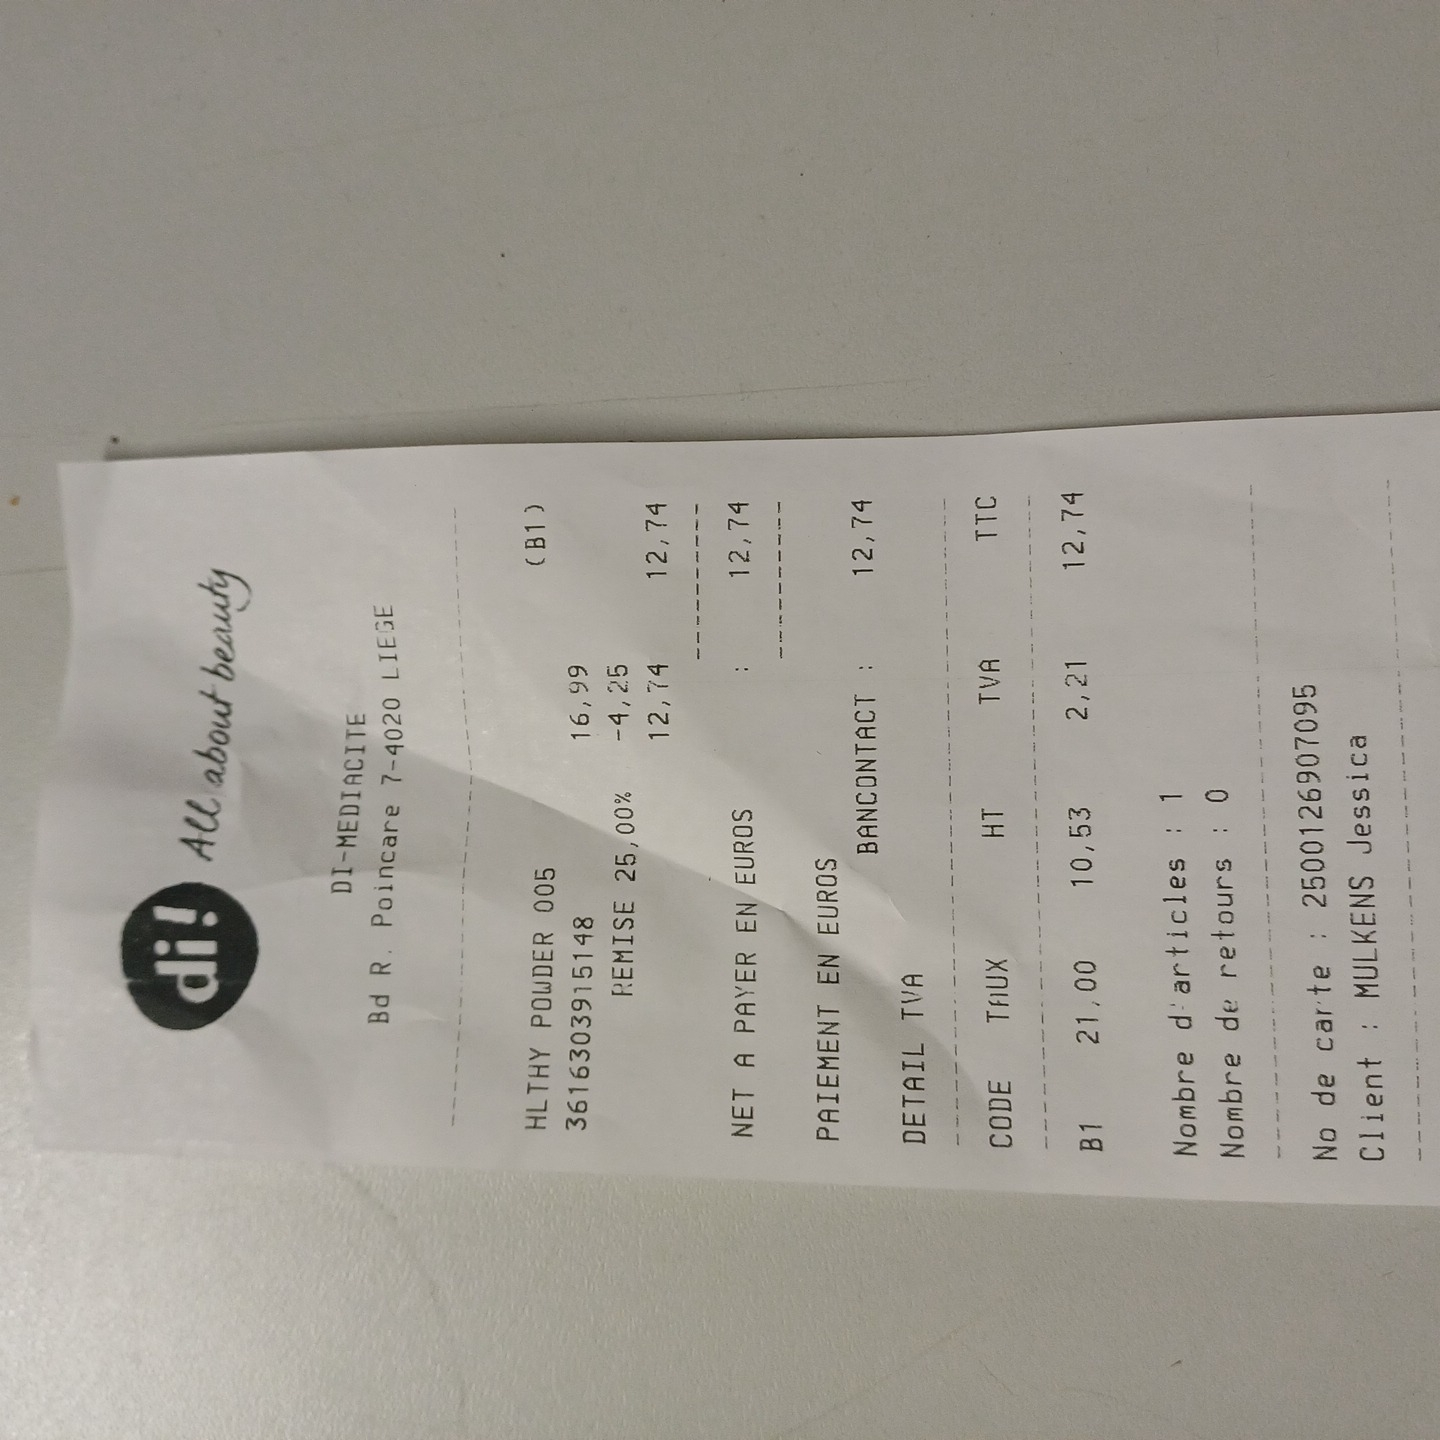 di! All about beauty
DI-MEDIACITE
Bd R. Poincare 7-4020 LIEGE
HLTHY POWDER 005 (B1)
3616303915148 16,99
REMISE 25,00% -4,25
12,74 12,74
NET A PAYER EN EUROS : 12,74
PAIEMENT EN EUROS
BANCONTACT : 12,74
DETAIL TVA
CODE TAUX HT TVA TTC
B1 21,00 10,53 2,21 12,74
Nombre d'articles : 1
Nombre de retours : 0
No de carte : 2500126907095
Client : MULKENS Jessica